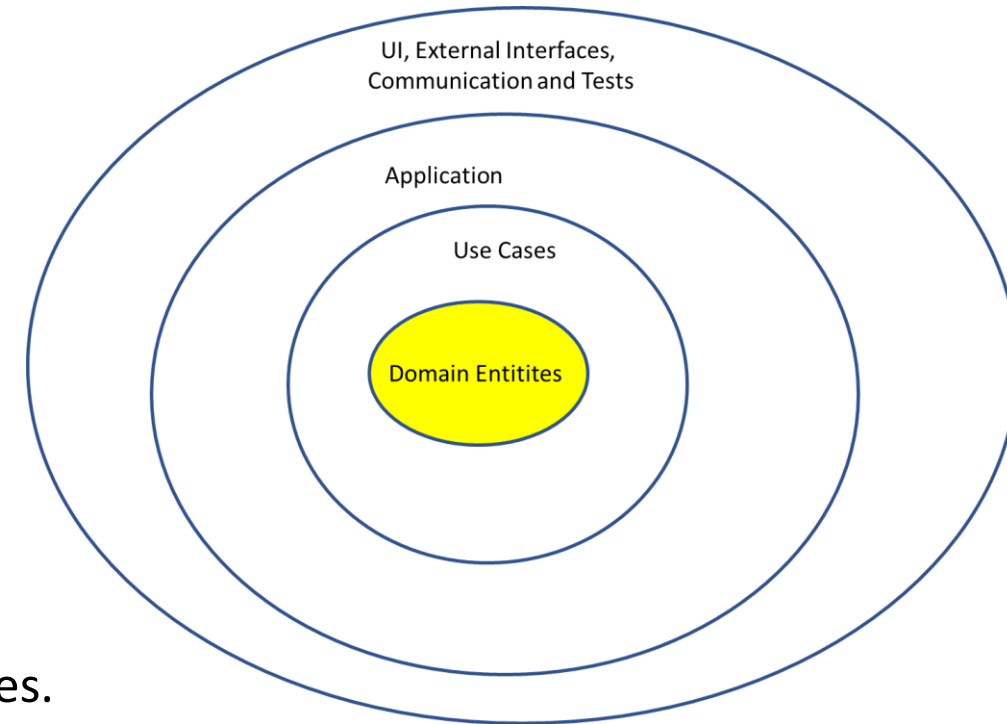 UI, External Interfaces,
Communication and Tests
Application
Use Cases
Domain Entitites
es.